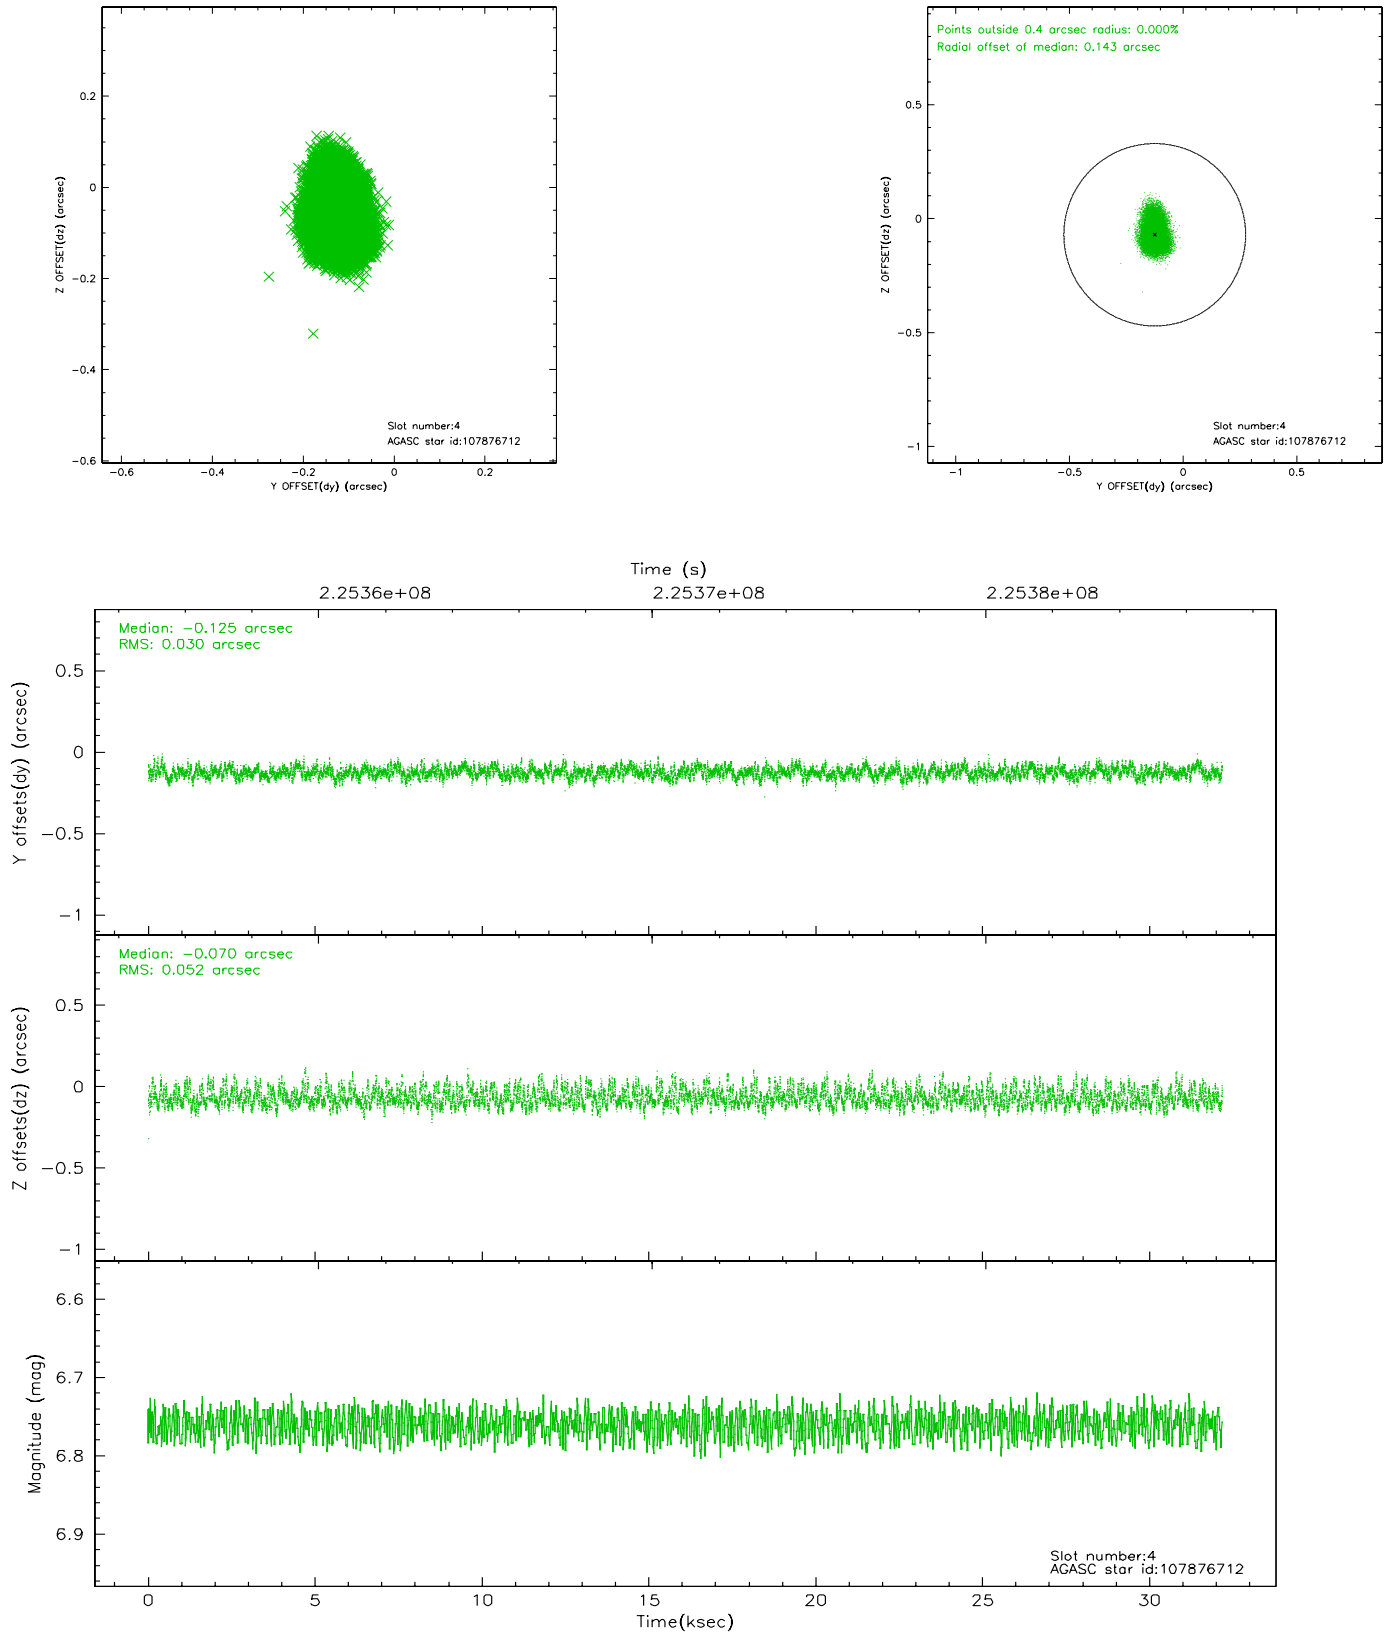 0.2
0
−0.2
−0.4
−0.6
Z OFFSET(dz) (arcsec)
Slot number:4
AGASC star id:107876712
−0.6 −0.4 −0.2 0 0.2
Y OFFSET(dy) (arcsec)
Points outside 0.4 arcsec radius: 0.000%
Radial offset of median: 0.143 arcsec
0.5
0
−0.5
−1
Z OFFSET(dz) (arcsec)
Slot number:4
AGASC star id:107876712
−1 −0.5 0 0.5
Y OFFSET(dy) (arcsec)
Time (s)
2.2536e+08 2.2537e+08 2.2538e+08
Median: −0.125 arcsec
RMS: 0.030 arcsec
0.5
0
−0.5
−1
Y offsets(dy) (arcsec)
Median: −0.070 arcsec
RMS: 0.052 arcsec
0.5
0
−0.5
−1
Z offsets(dz) (arcsec)
6.6
6.7
6.8
6.9
Magnitude (mag)
Slot number:4
AGASC star id:107876712
0 5 10 15 20 25 30
Time(ksec)